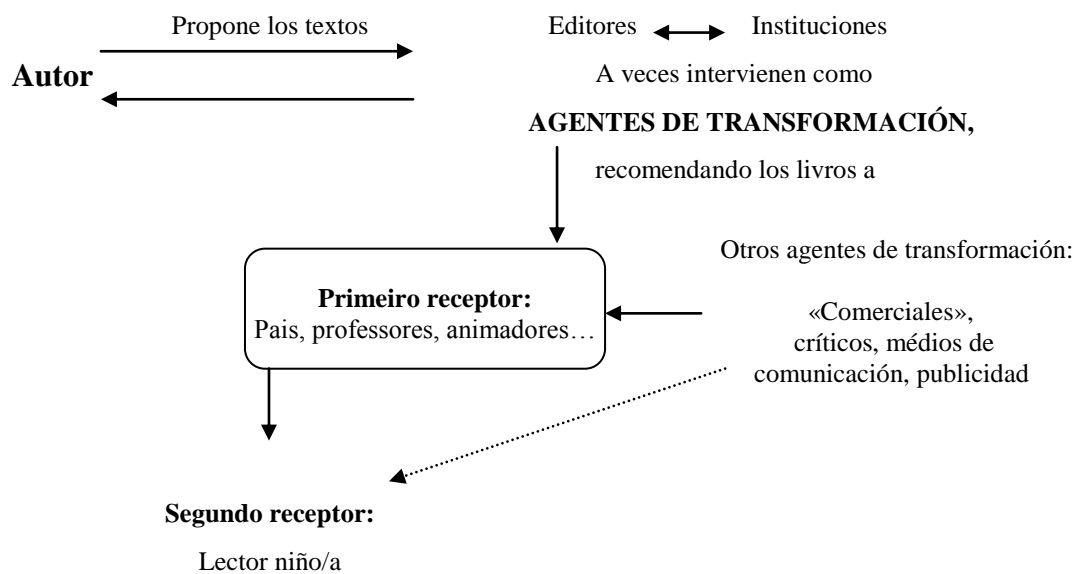 Propone los textos
Editores Instituciones
Autor
A veces intervienen como
AGENTES DE TRANSFORMACIÓN,
recomendando los livros a
Otros agentes de transformación:
Primeiro receptor:
Pais, professores, animadores…
«Comerciales»,
críticos, médios de
comunicación, publicidad
Segundo receptor:
Lector niño/a